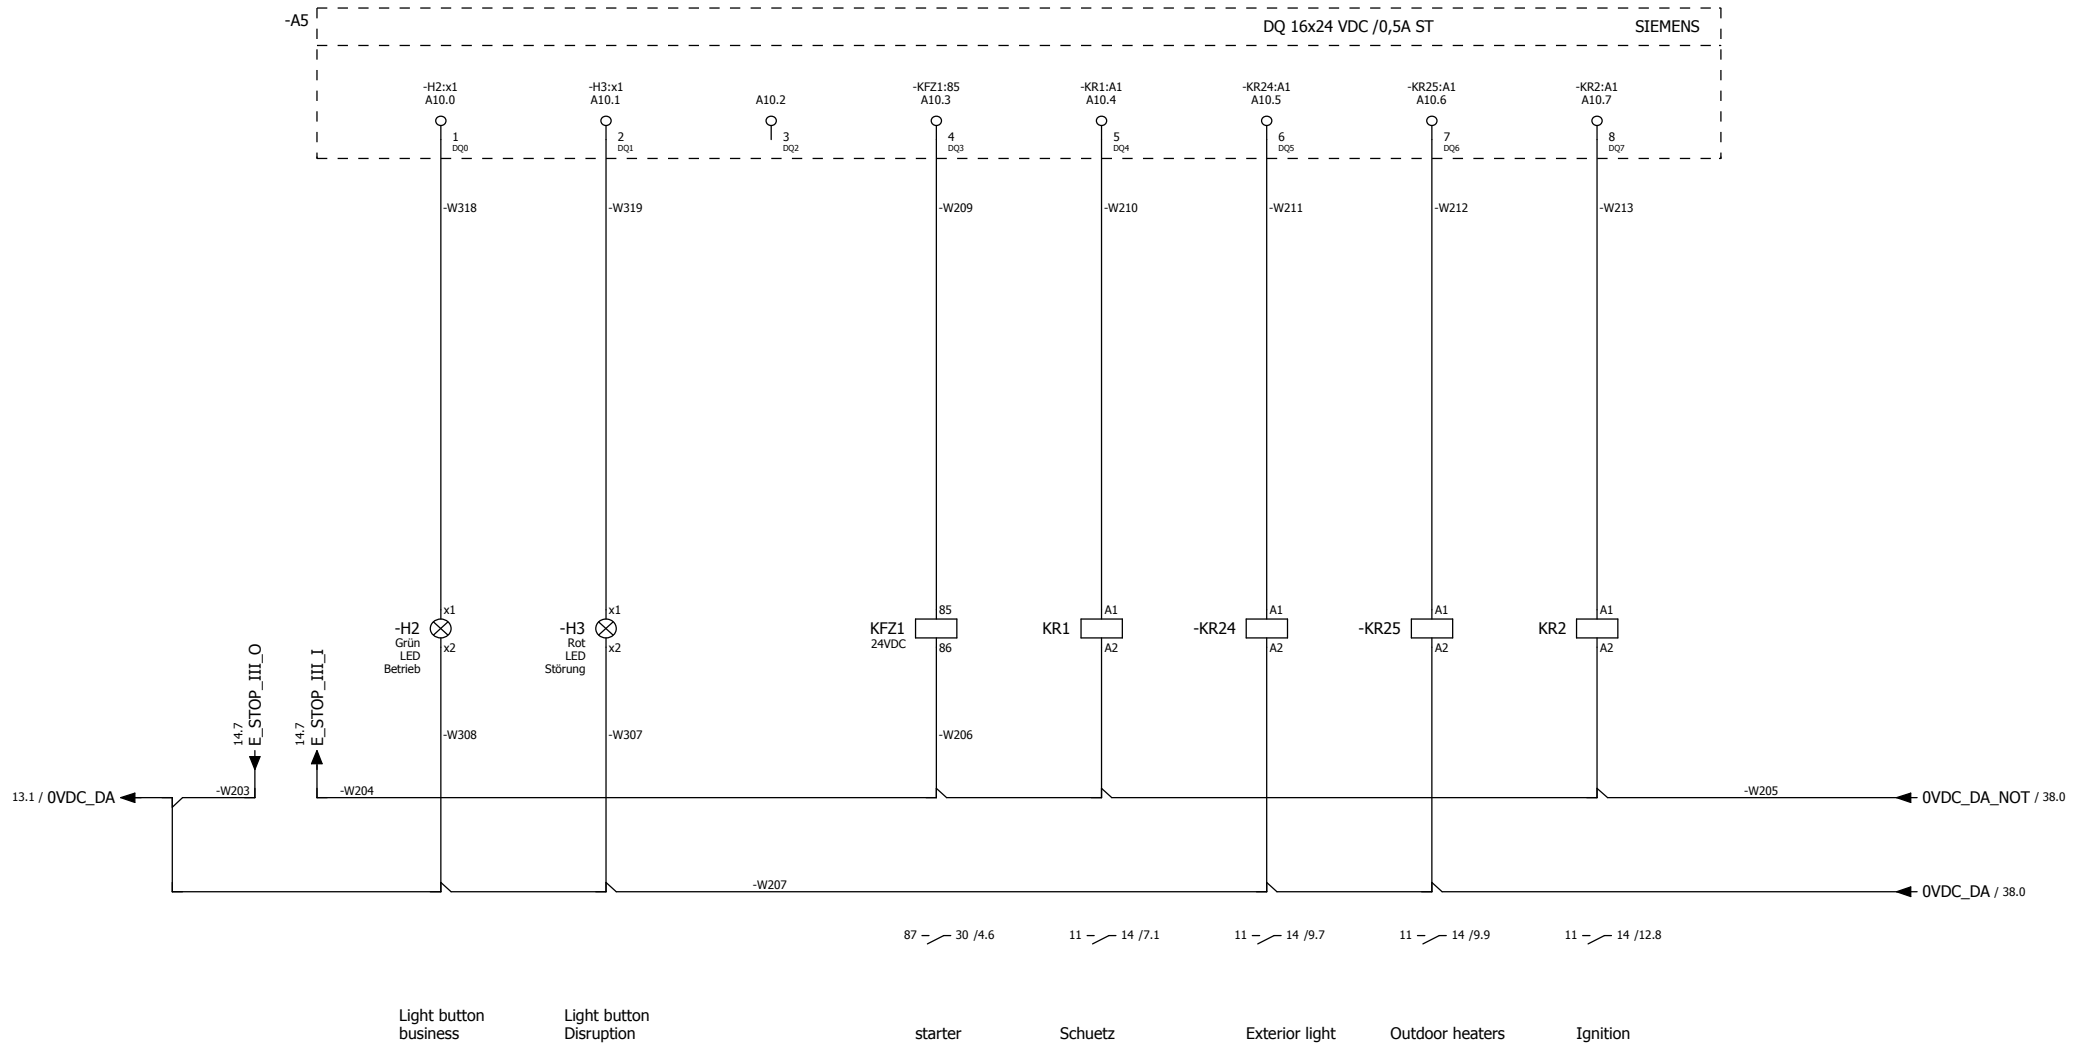 -A5
DQ 16x24 VDC /0,5A ST
SIEMENS
-H2:x1
A10.0
-H3:x1
A10.1
A10.2
-KFZ1:85
A10.3
-KR1:A1
A10.4
-KR24:A1
A10.5
-KR25:A1
A10.6
-KR2:A1
A10.7
1
DQ0
2
DQ1
3
DQ2
4
DQ3
5
DQ4
6
DQ5
7
DQ6
8
DQ7
-W318
-W319
-W209
-W210
-W211
-W212
-W213
x1
-H2
Grün
LED
Betrieb
x2
x1
-H3
Rot
LED
Störung
x2
85
KFZ1
24VDC
86
A1
KR1
A2
A1
-KR24
A2
A1
-KR25
A2
A1
KR2
A2
14.7
E_STOP_III_O
14.7
E_STOP_III_I
-W308
-W307
-W206
13.1 / 0VDC_DA
-W203
-W204
-W205
0VDC_DA_NOT / 38.0
-W207
0VDC_DA / 38.0
87 30 /4.6
11 14 /7.1
11 14 /9.7
11 14 /9.9
11 14 /12.8
Light button
business
Light button
Disruption
starter
Schuetz
Exterior light
Outdoor heaters
Ignition